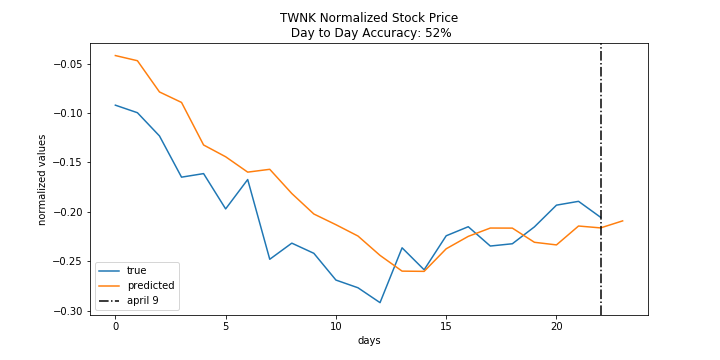 TWNK Normalized Stock Price
Day to Day Accuracy: 52%
normalized values
−0.05
−0.10
−0.15
−0.20
−0.25
−0.30
true
predicted
april 9
0 5 10 15 20
days